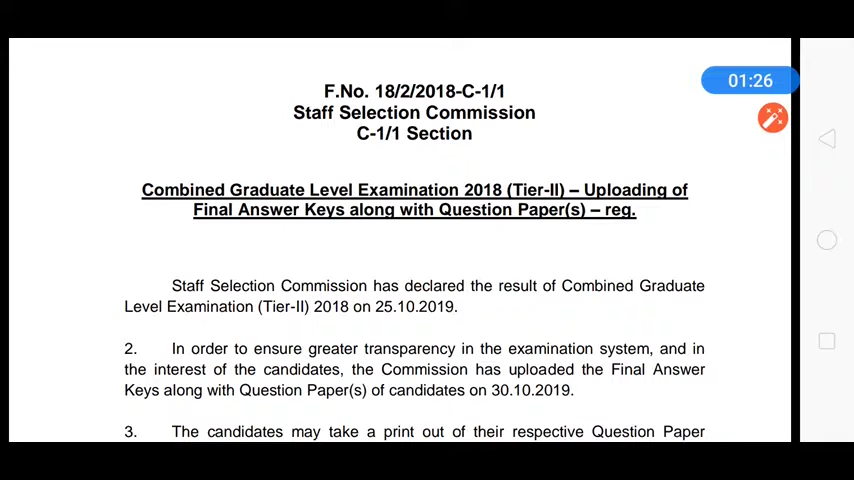 01:26
F.No. 18/2/2018-C-1/1
Staff Selection Commission
C-1/1 Section
Combined Graduate Level Examination 2018 (Tier-II) – Uploading of
Final Answer Keys along with Question Paper(s) – reg.
Staff Selection Commission has declared the result of Combined Graduate
Level Examination (Tier-II) 2018 on 25.10.2019.
2. In order to ensure greater transparency in the examination system, and in
the interest of the candidates, the Commission has uploaded the Final Answer
Keys along with Question Paper(s) of candidates on 30.10.2019.
3. The candidates may take a print out of their respective Question Paper